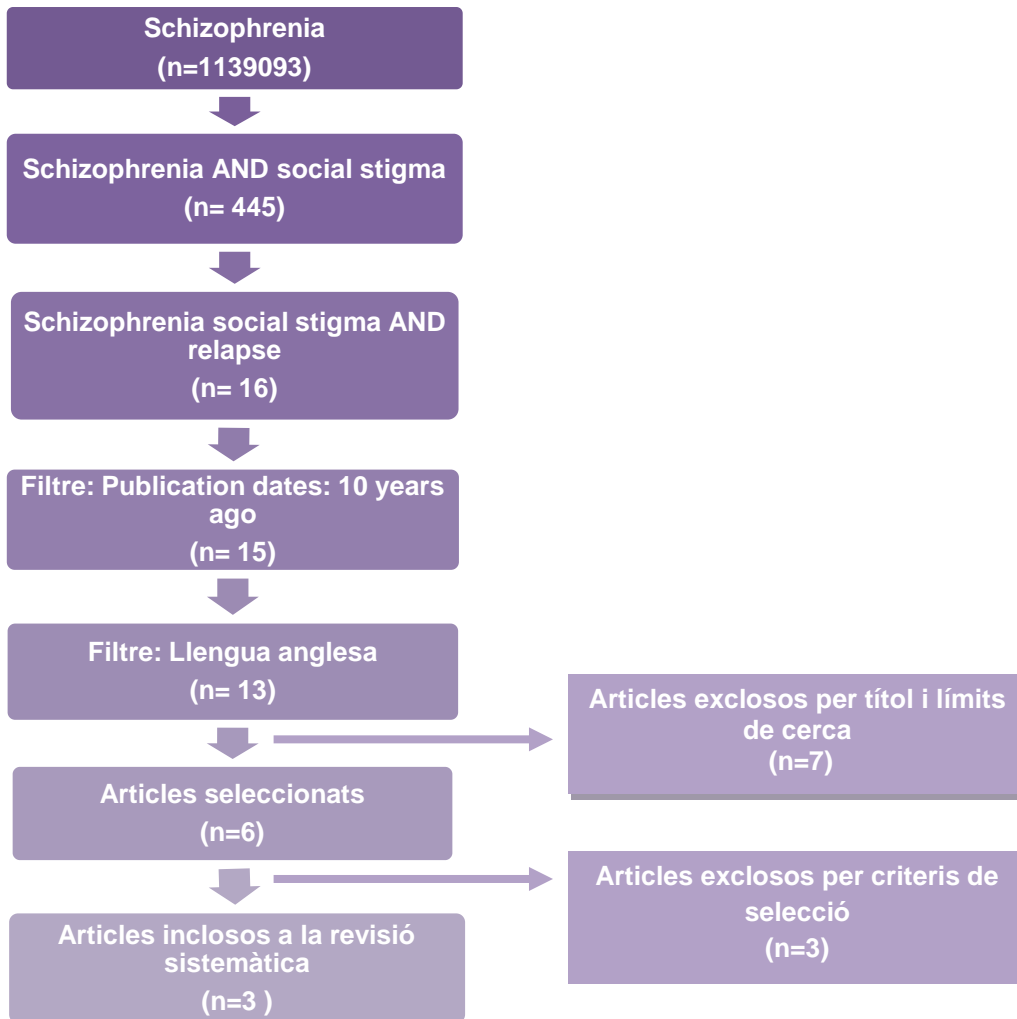 Schizophrenia
(n=1139093)
Schizophrenia AND social stigma
(n= 445)
Schizophrenia social stigma AND
relapse
(n= 16)
Filtre: Publication dates: 10 years
ago
(n= 15)
Filtre: Llengua anglesa
(n= 13)
Articles exclosos per títol i límits
de cerca
(n=7)
Articles seleccionats
(n=6)
Articles exclosos per criteris de
selecció
(n=3)
Articles inclosos a la revisió
sistemàtica
(n=3 )